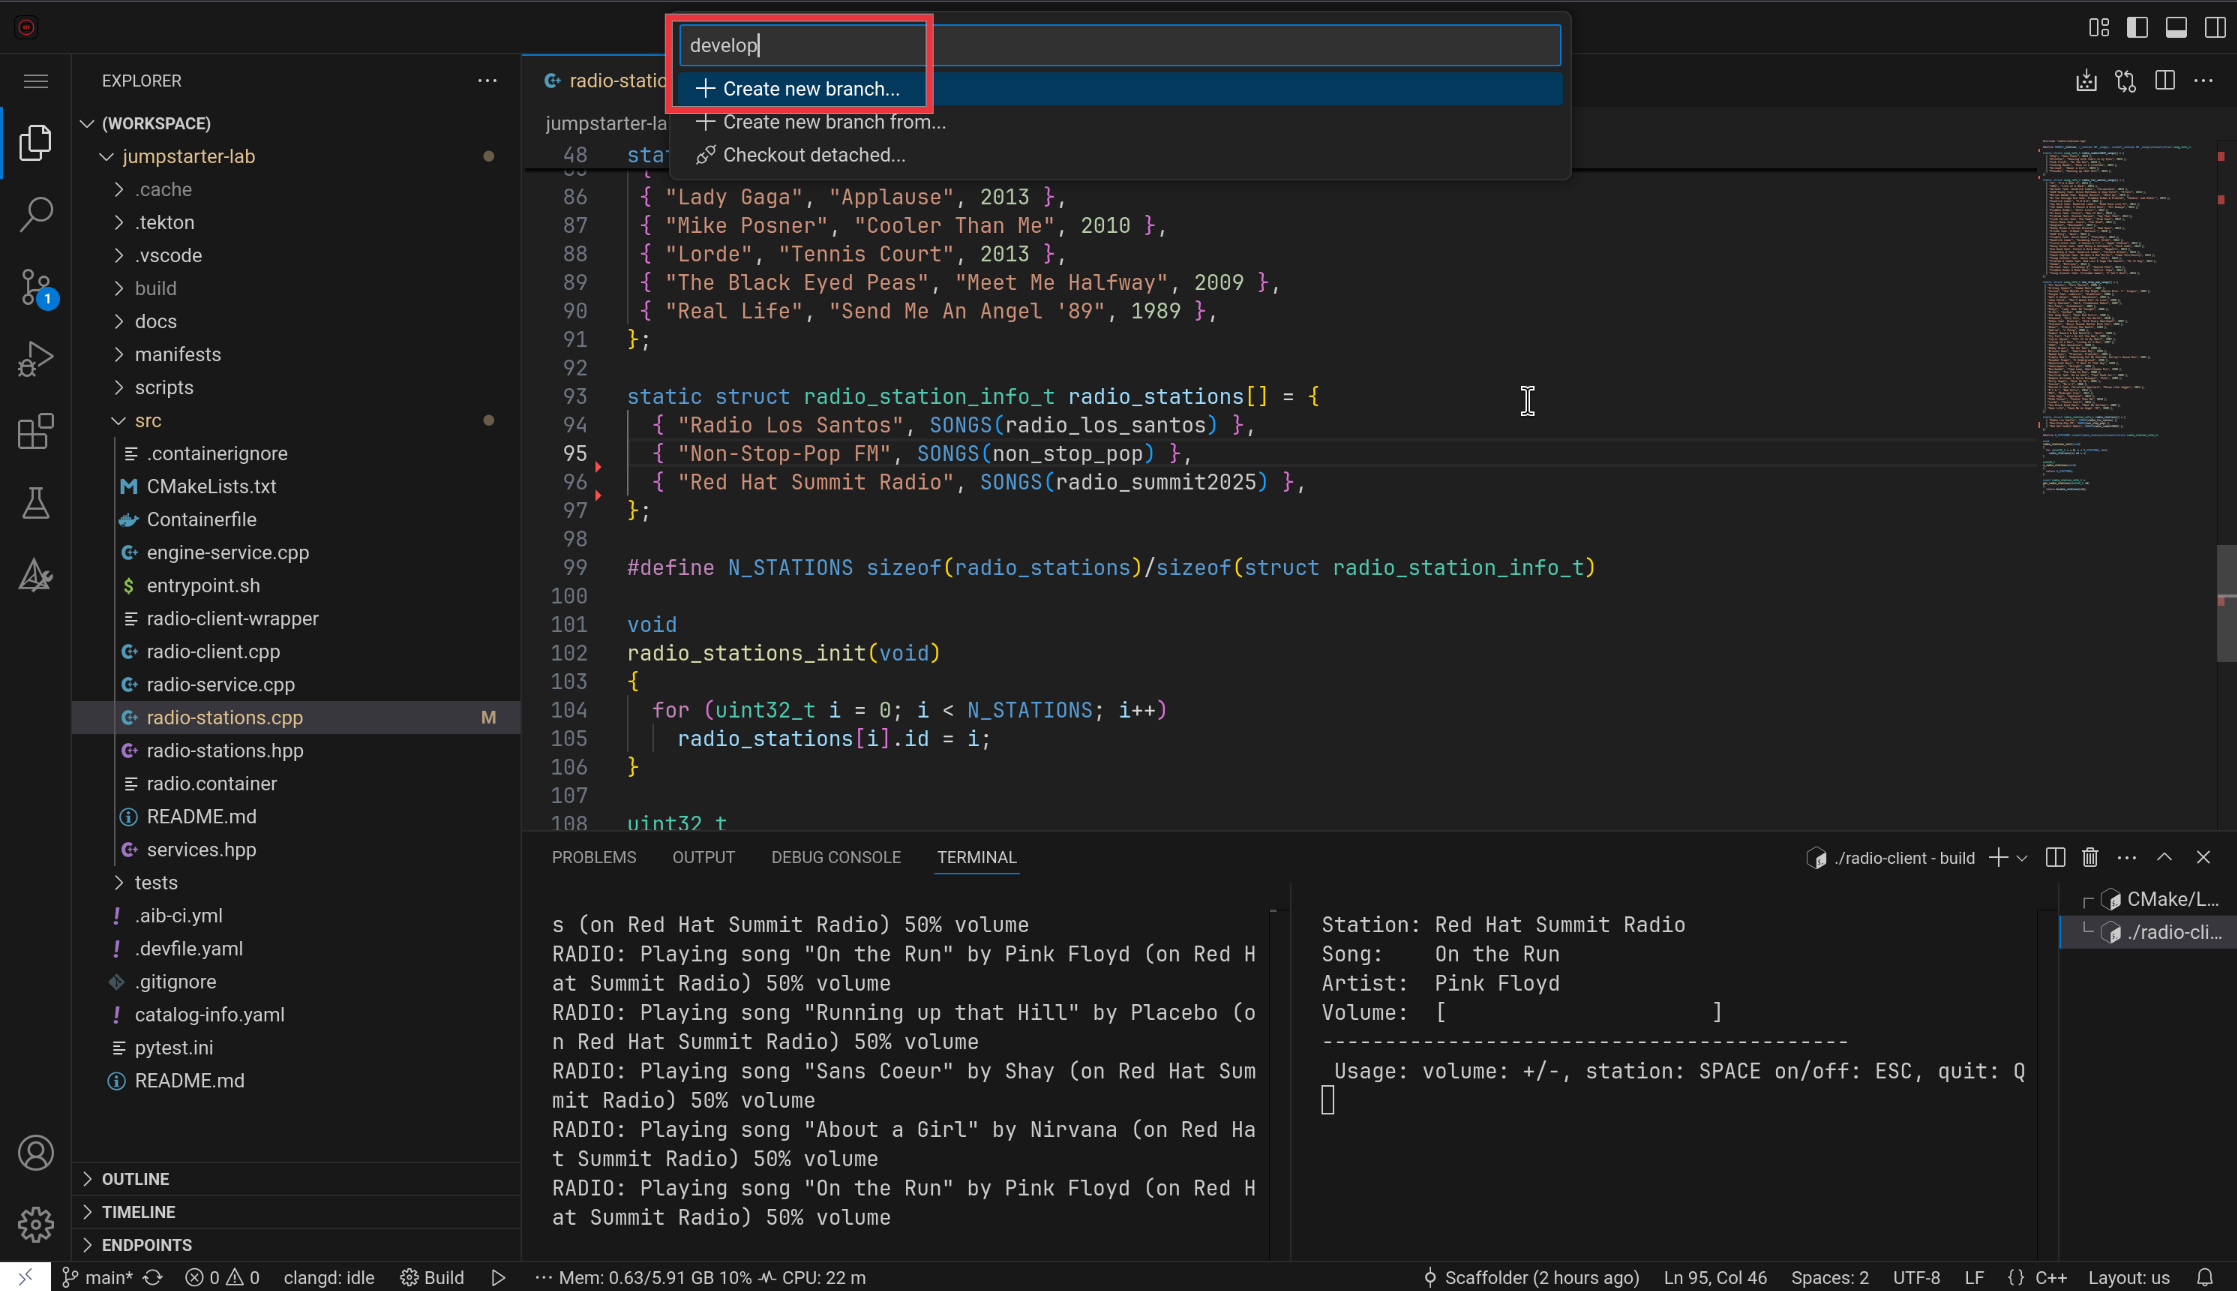 develop
Create new branch...
Create new branch from...
Checkout detached...
EXPLORER
(WORKSPACE)
jumpstarter-lab
.cache
.tekton
.vscode
build
docs
manifests
scripts
src
.containerignore
CMakeLists.txt
Containerfile
engine-service.cpp
$ entrypoint.sh
radio-client-wrapper
radio-client.cpp
radio-service.cpp
radio-stations.cpp M
radio-stations.hpp
radio.container
README.md
services.hpp
tests
! .aib-ci.yml
! .devfile.yaml
.gitignore
! catalog-info.yaml
pytest.ini
README.md
OUTLINE
TIMELINE
ENDPOINTS
1
radio-static
jumpstarter-la
48 stat
86 { "Lady Gaga", "Applause", 2013 },
87 { "Mike Posner", "Cooler Than Me", 2010 },
88 { "Lorde", "Tennis Court", 2013 },
89 { "The Black Eyed Peas", "Meet Me Halfway", 2009 },
90 { "Real Life", "Send Me An Angel '89", 1989 },
91 };
92
93 static struct radio_station_info_t radio_stations[] = {
94 { "Radio Los Santos", SONGS(radio_los_santos) },
95 { "Non-Stop-Pop FM", SONGS(non_stop_pop) },
96 { "Red Hat Summit Radio", SONGS(radio_summit2025) },
97 };
98
99 #define N_STATIONS sizeof(radio_stations)/sizeof(struct radio_station_info_t)
100
101 void
102 radio_stations_init(void)
103 {
104 for (uint32_t i = 0; i < N_STATIONS; i++)
105 radio_stations[i].id = i;
106 }
107
108 uint32_t
PROBLEMS OUTPUT DEBUG CONSOLE TERMINAL
./radio-client - build
s (on Red Hat Summit Radio) 50% volume
RADIO: Playing song "On the Run" by Pink Floyd (on Red H
at Summit Radio) 50% volume
RADIO: Playing song "Running up that Hill" by Placebo (o
n Red Hat Summit Radio) 50% volume
RADIO: Playing song "Sans Coeur" by Shay (on Red Hat Sum
mit Radio) 50% volume
RADIO: Playing song "About a Girl" by Nirvana (on Red Ha
t Summit Radio) 50% volume
RADIO: Playing song "On the Run" by Pink Floyd (on Red H
at Summit Radio) 50% volume
Station: Red Hat Summit Radio
Song: On the Run
Artist: Pink Floyd
Volume: [ ]
------------------------------------------
Usage: volume: +/-, station: SPACE on/off: ESC, quit: Q
CMake/L...
./radio-cli...
main* 0 0 clangd: idle Build ··· Mem: 0.63/5.91 GB 10% CPU: 22 m Scaffolder (2 hours ago) Ln 95, Col 46 Spaces: 2 UTF-8 LF {} C++ Layout: us